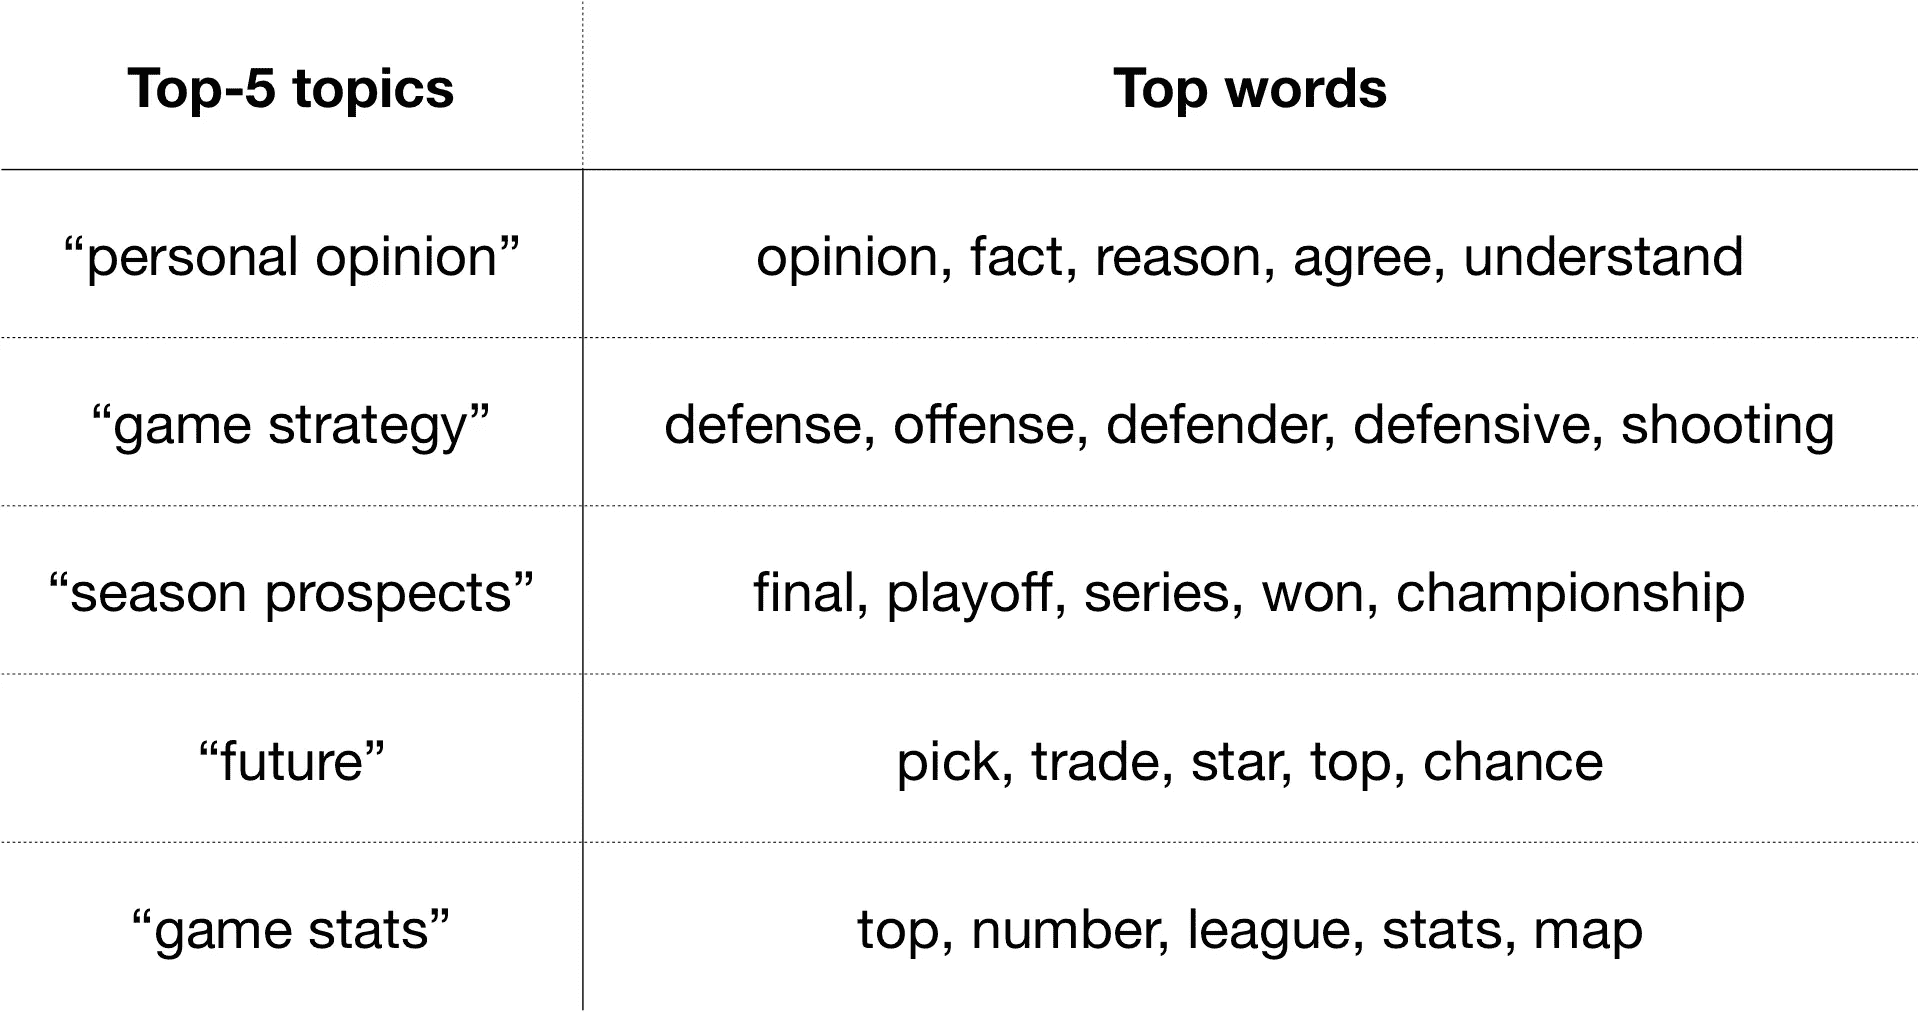 Top-5 topics Top words
“personal opinion” opinion, fact, reason, agree, understand
“game strategy” defense, offense, defender, defensive, shooting
“season prospects” final, playoff, series, won, championship
“future” pick, trade, star, top, chance
“game stats” top, number, league, stats, map